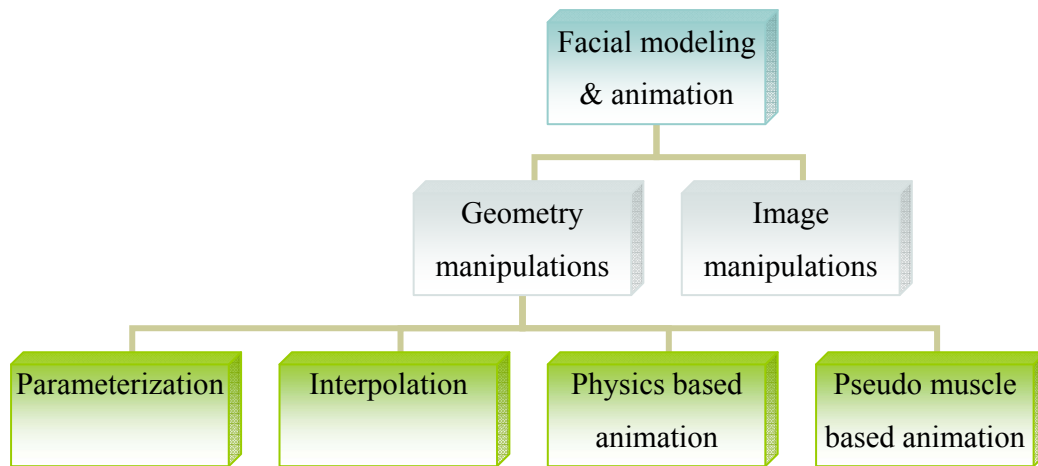 Facial modeling
& animation
Geometry
manipulations
Image
manipulations
Parameterization
Interpolation
Physics based
animation
Pseudo muscle
based animation